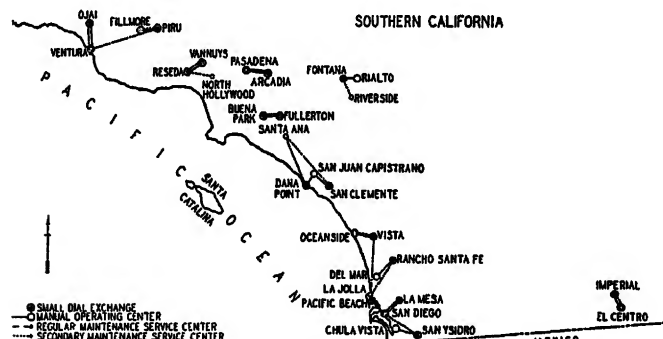 SOUTHERN CALIFORNIA
OJAI
FILLMORE
PIRU
VENTURA
VANNUYS
PASADENA
RESEDA
NORTH
HOLLYWOOD
ARCADIA
FONTANA
RIALTO
RIVERSIDE
BUENA
PARK
FULLERTON
SANTA ANA
PACIFIC OCEAN
SANTA
CATALINA
SAN JUAN CAPISTRANO
DANA
POINT
SAN CLEMENTE
OCEANSIDE
VISTA
RANCHO SANTA FE
DEL MAR
LA JOLLA
PACIFIC BEACH
LA MESA
SAN DIEGO
CHULA VISTA
SAN YSIDRO
IMPERIAL
EL CENTRO
SMALL DIAL EXCHANGE
MANUAL OPERATING CENTER
REGULAR MAINTENANCE SERVICE CENTER
SECONDARY MAINTENANCE SERVICE CENTER